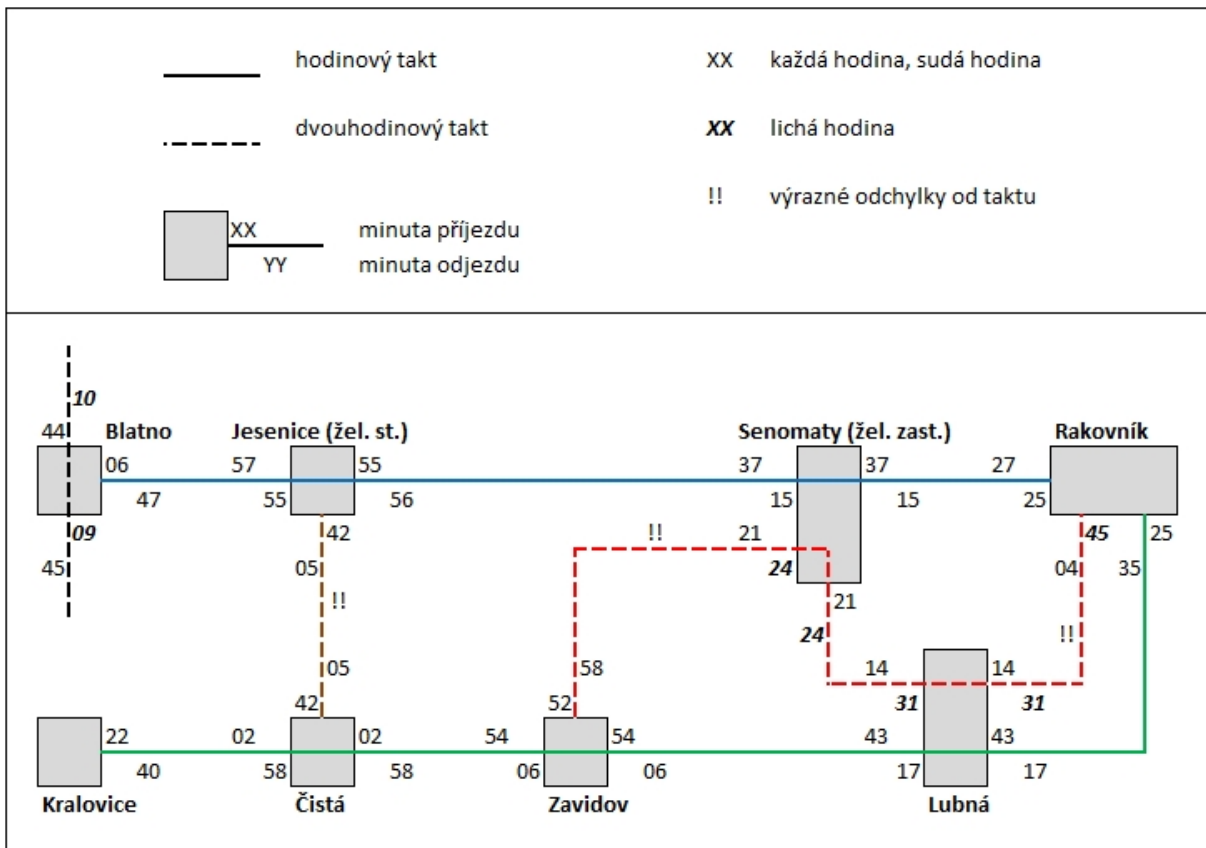 hodinový takt XX každá hodina, sudá hodina
dvouhodinový takt XX lichá hodina
!! výrazné odchylky od taktu
XX minuta příjezdu
YY minuta odjezdu
10
44 Blatno Jesenice (žel. st.) Senomaty (žel. zast.) Rakovník
06 57 55 37 37 27
47 55 56 15 15 25
09 42 !! 21 45 25
45 05 24 04 35
!! 21
24 !!
05 58 14 14
42 52 31 31
22 02 02 54 54 43 43
40 58 58 06 06 17 17
Kralovice Čistá Zavidov Lubná